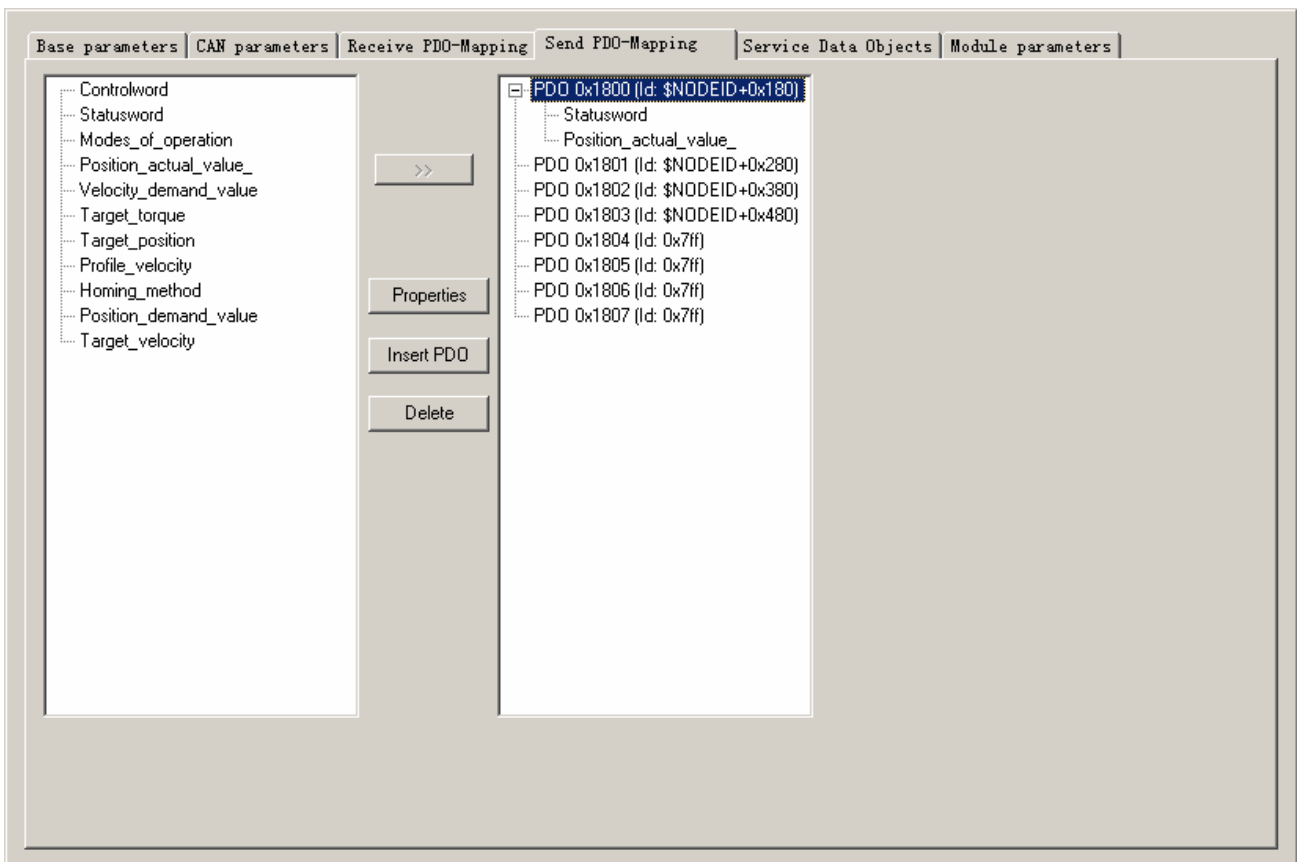 Base parameters CAN parameters Receive PDO-Mapping Send PDO-Mapping Service Data Objects Module parameters
Controlword
Statusword
Modes_of_operation
Position_actual_value_
Velocity_demand_value
Target_torque
Target_position
Profile_velocity
Homing_method
Position_demand_value
Target_velocity
>>
Properties
Insert PDO
Delete
PDO 0x1800 (Id: $NODEID+0x180)
Statusword
Position_actual_value_
PDO 0x1801 (Id: $NODEID+0x280)
PDO 0x1802 (Id: $NODEID+0x380)
PDO 0x1803 (Id: $NODEID+0x480)
PDO 0x1804 (Id: 0x7ff)
PDO 0x1805 (Id: 0x7ff)
PDO 0x1806 (Id: 0x7ff)
PDO 0x1807 (Id: 0x7ff)